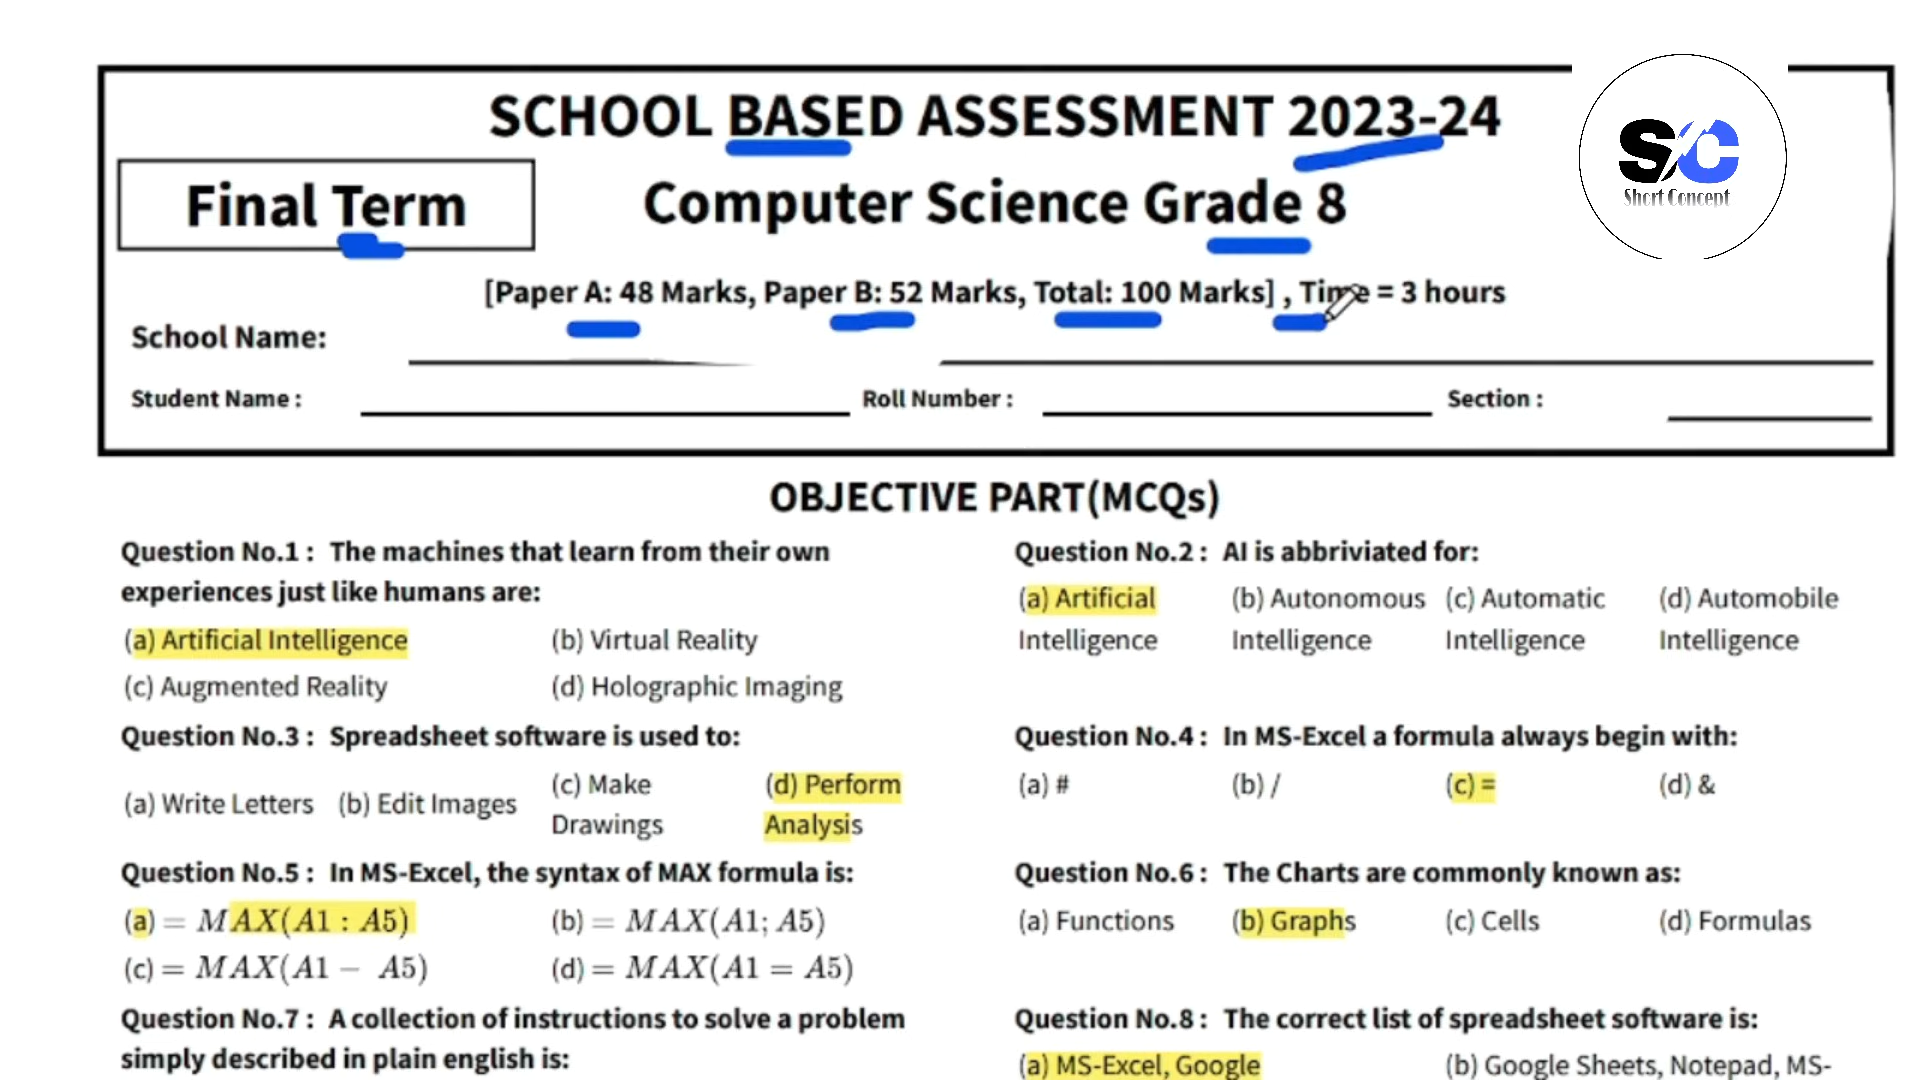 SCHOOL BASED ASSESSMENT 2023-24
Final Term
Computer Science Grade 8
S/C
Short Concept
[Paper A: 48 Marks, Paper B: 52 Marks, Total: 100 Marks] , Time = 3 hours
School Name:
Student Name :
Roll Number :
Section :
OBJECTIVE PART(MCQs)
Question No.1 : The machines that learn from their own
experiences just like humans are:
(a) Artificial Intelligence
(b) Virtual Reality
(c) Augmented Reality
(d) Holographic Imaging
Question No.2 : AI is abbriviated for:
(a) Artificial
Intelligence
(b) Autonomous
Intelligence
(c) Automatic
Intelligence
(d) Automobile
Intelligence
Question No.3 : Spreadsheet software is used to:
(a) Write Letters
(b) Edit Images
(c) Make
Drawings
(d) Perform
Analysis
Question No.4 : In MS-Excel a formula always begin with:
(a) #
(b) /
(c) =
(d) &
Question No.5 : In MS-Excel, the syntax of MAX formula is:
(a) = MAX(A1 : A5)
(b) = MAX(A1; A5)
(c) = MAX(A1 − A5)
(d) = MAX(A1 = A5)
Question No.6 : The Charts are commonly known as:
(a) Functions
(b) Graphs
(c) Cells
(d) Formulas
Question No.7 : A collection of instructions to solve a problem
simply described in plain english is:
Question No.8 : The correct list of spreadsheet software is:
(a) MS-Excel, Google
(b) Google Sheets, Notepad, MS-